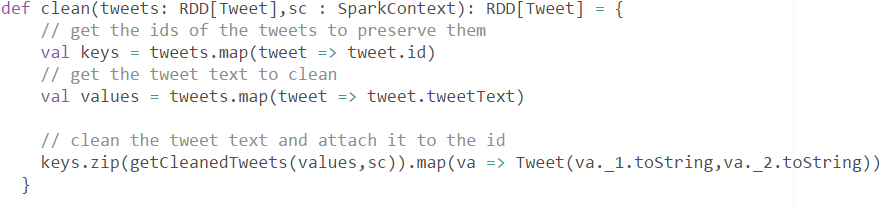 def clean(tweets: RDD[Tweet],sc : SparkContext): RDD[Tweet] = {
// get the ids of the tweets to preserve them
val keys = tweets.map(tweet => tweet.id)
// get the tweet text to clean
val values = tweets.map(tweet => tweet.tweetText)
// clean the tweet text and attach it to the id
keys.zip(getCleanedTweets(values,sc)).map(va => Tweet(va._1.toString,va._2.toString))
}